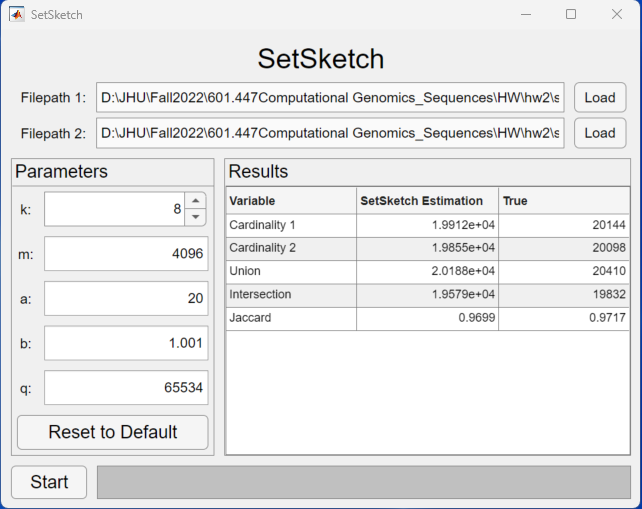 SetSketch
SetSketch
Filepath 1: D:\JHU\Fall2022\601.447Computational Genomics_Sequences\HW\hw2\s Load
Filepath 2: D:\JHU\Fall2022\601.447Computational Genomics_Sequences\HW\hw2\s Load
Parameters
k: 8
m: 4096
a: 20
b: 1.001
q: 65534
Reset to Default
Results
Variable SetSketch Estimation True
Cardinality 1 1.9912e+04 20144
Cardinality 2 1.9855e+04 20098
Union 2.0188e+04 20410
Intersection 1.9579e+04 19832
Jaccard 0.9699 0.9717
Start